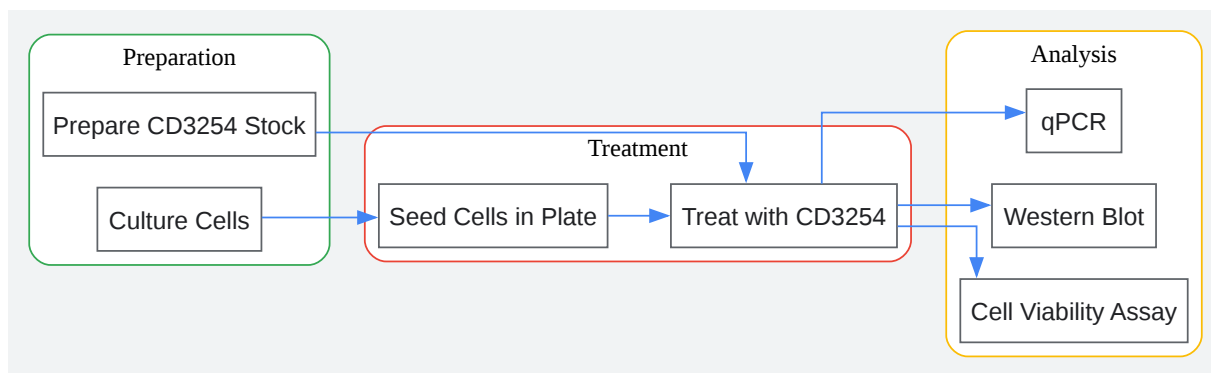 Preparation
Prepare CD3254 Stock
Culture Cells
Treatment
Seed Cells in Plate
Treat with CD3254
Analysis
qPCR
Western Blot
Cell Viability Assay